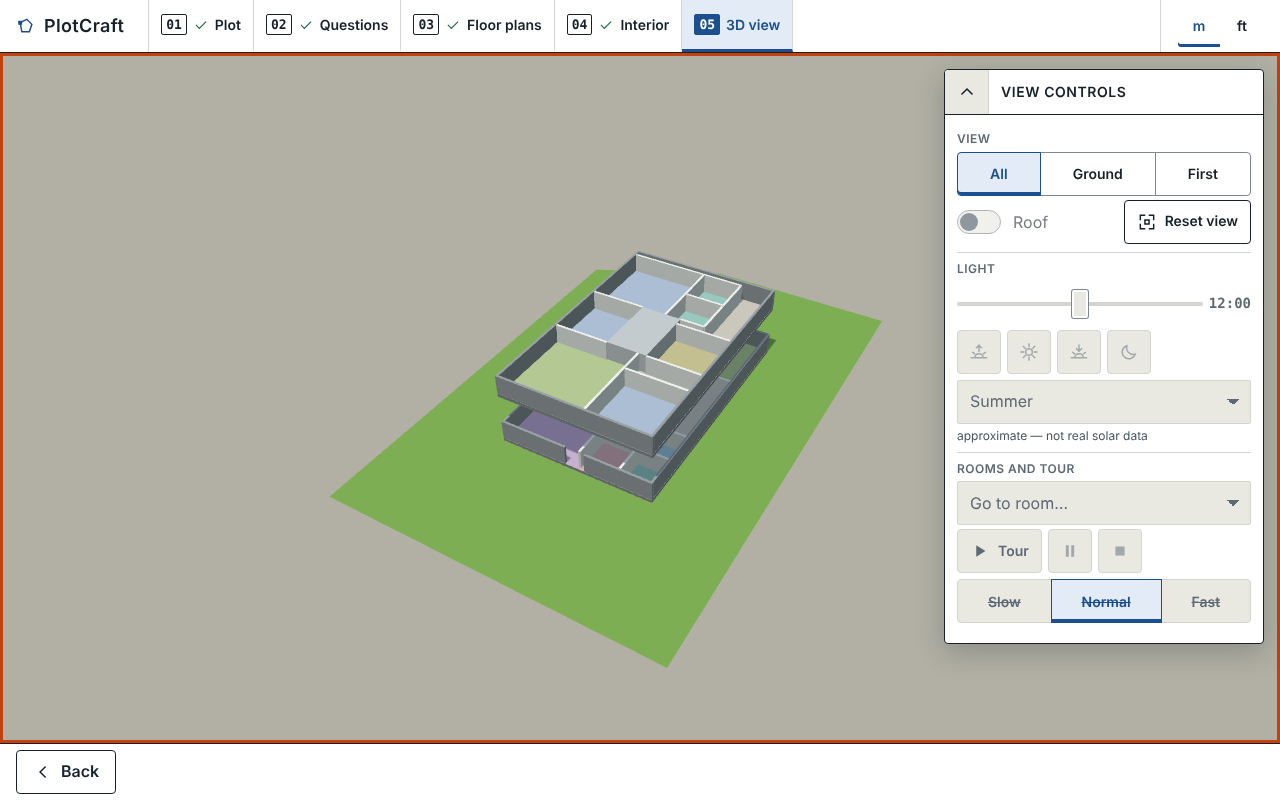 PlotCraft
01 Plot
02 Questions
03 Floor plans
04 Interior
05 3D view
m
ft
VIEW CONTROLS
VIEW
All
Ground
First
Roof
Reset view
LIGHT
12:00
Summer
approximate — not real solar data
ROOMS AND TOUR
Go to room...
Tour
Slow
Normal
Fast
Back